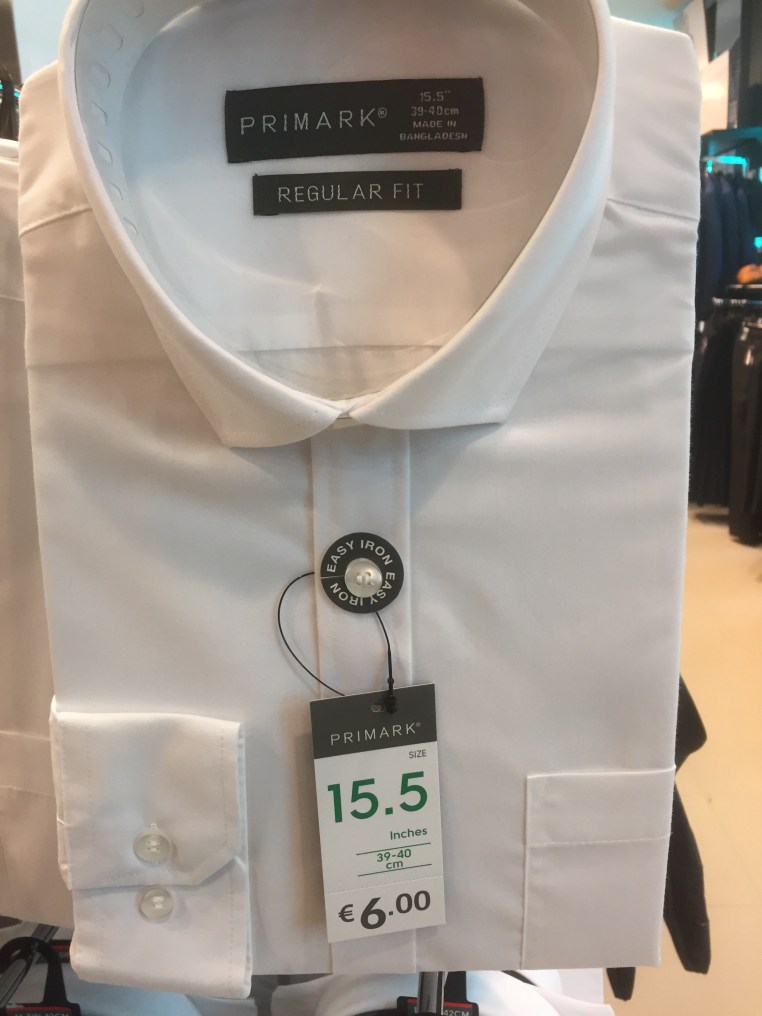 PRIMARK®
15.5"
39-40cm
MADE IN
BANGLADESH
REGULAR FIT
EASY IRON EASY IRON
PRIMARK®
SIZE
15.5
Inches
39-40
cm
€6.00
42CM